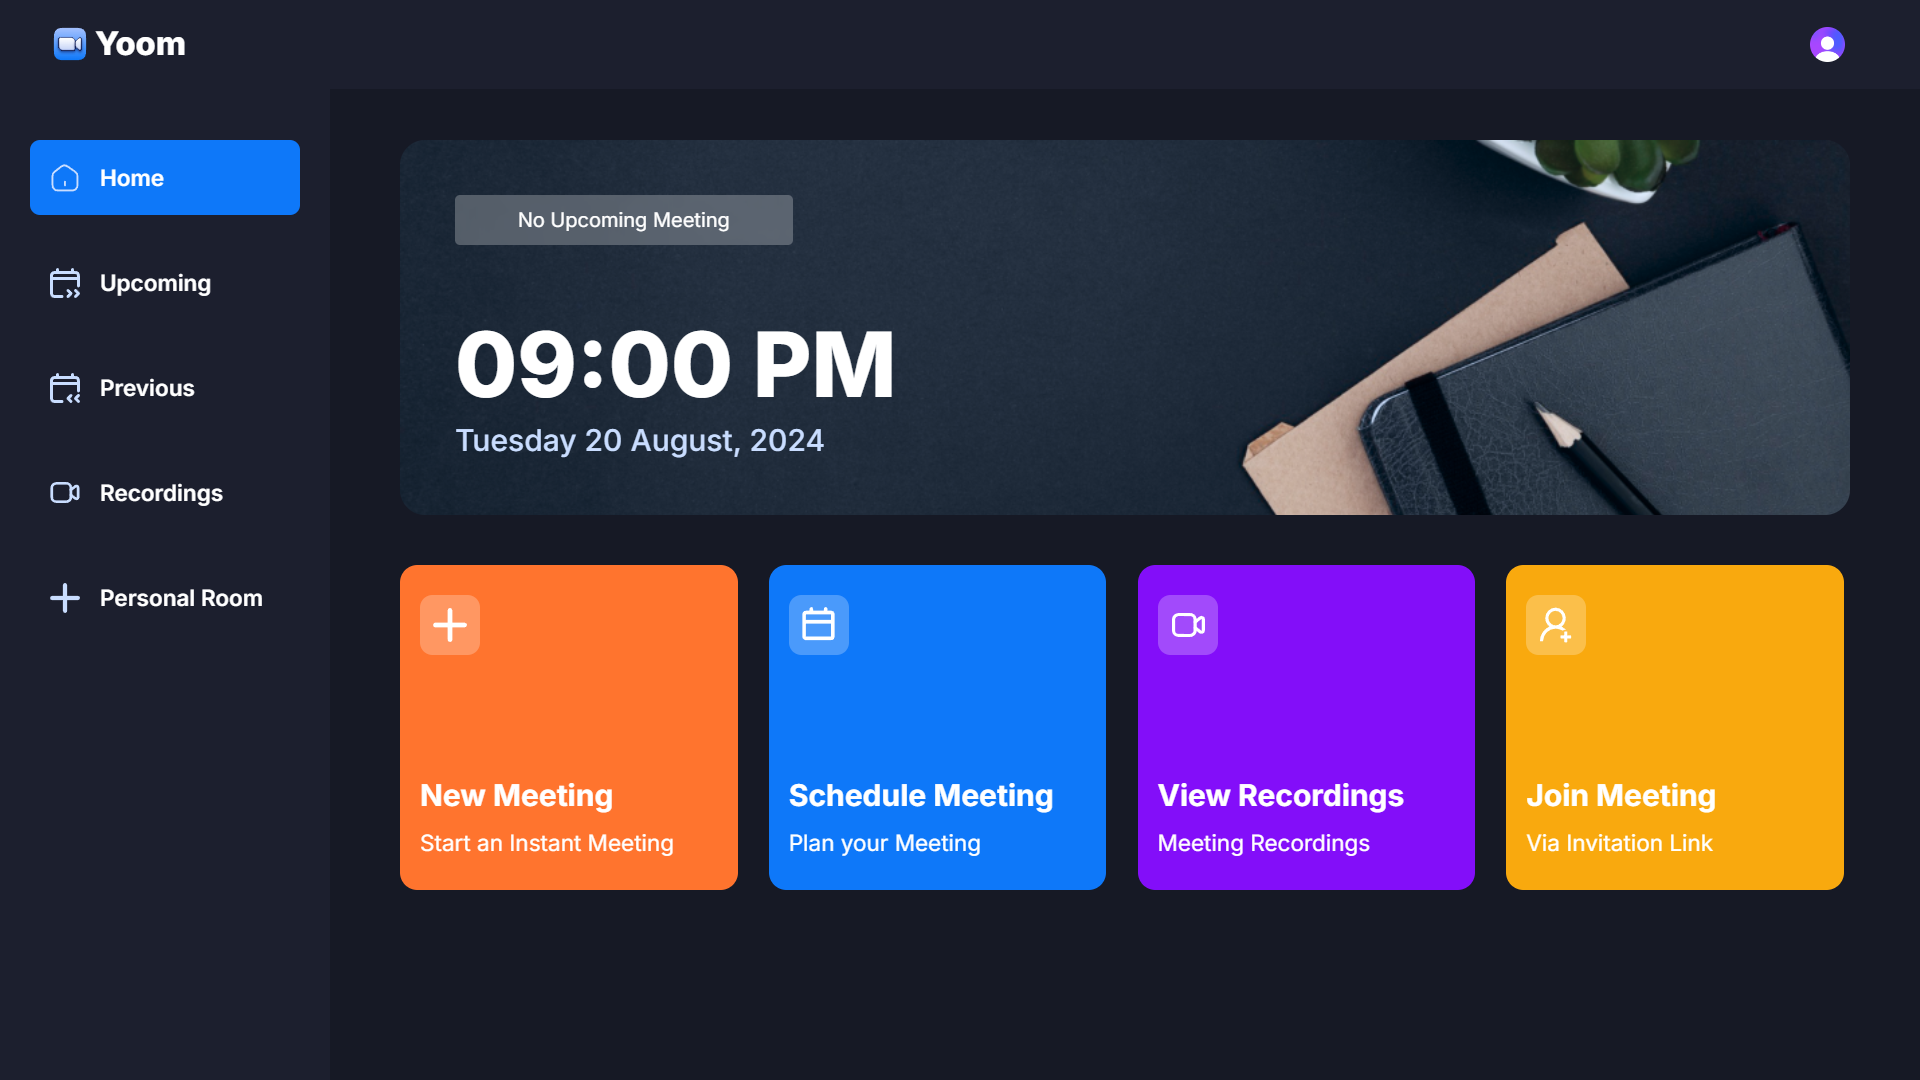 Yoom
Home
Upcoming
Previous
Recordings
Personal Room
No Upcoming Meeting
09:00 PM
Tuesday 20 August, 2024
New Meeting
Start an Instant Meeting
Schedule Meeting
Plan your Meeting
View Recordings
Meeting Recordings
Join Meeting
Via Invitation Link